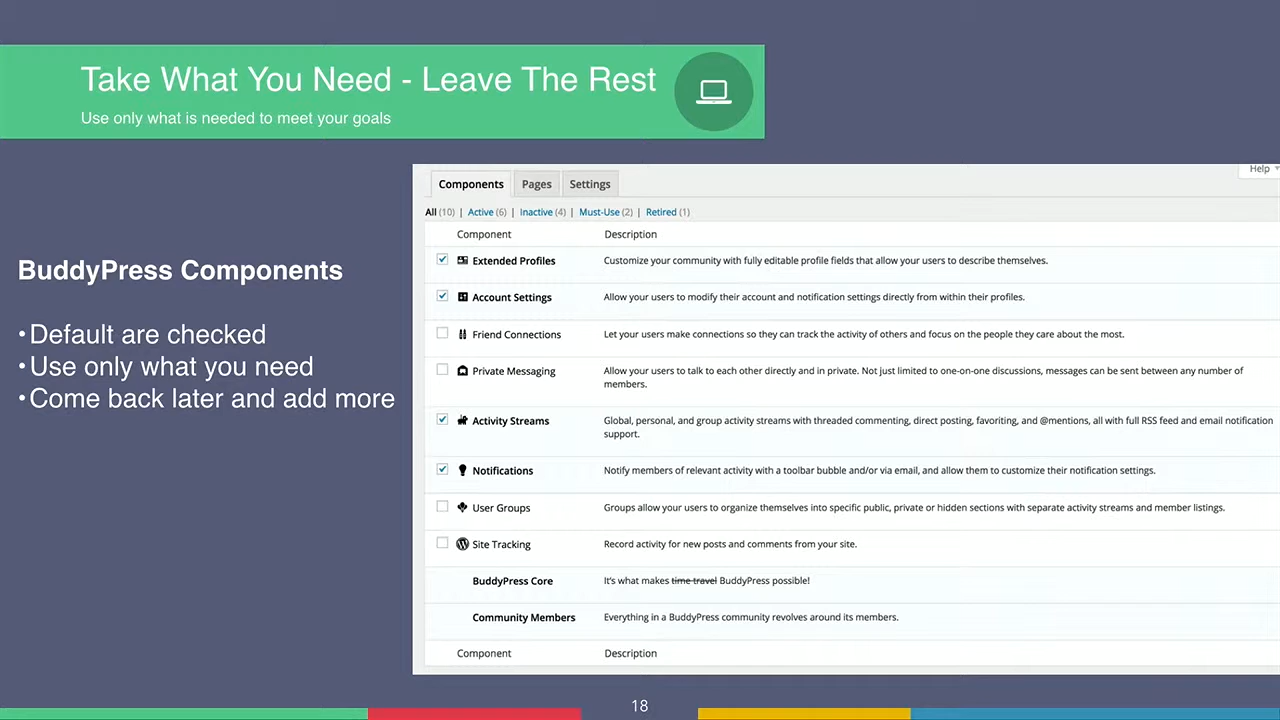 Take What You Need - Leave The Rest
Use only what is needed to meet your goals
BuddyPress Components
•Default are checked
•Use only what you need
•Come back later and add more
Help
Components Pages Settings
All (10) | Active (6) | Inactive (4) | Must-Use (2) | Retired (1)
Component Description
Extended Profiles Customize your community with fully editable profile fields that allow your users to describe themselves.
Account Settings Allow your users to modify their account and notification settings directly from within their profiles.
Friend Connections Let your users make connections so they can track the activity of others and focus on the people they care about the most.
Private Messaging Allow your users to talk to each other directly and in private. Not just limited to one-on-one discussions, messages can be sent between any number of
members.
Activity Streams Global, personal, and group activity streams with threaded commenting, direct posting, favoriting, and @mentions, all with full RSS feed and email notification
support.
Notifications Notify members of relevant activity with a toolbar bubble and/or via email, and allow them to customize their notification settings.
User Groups Groups allow your users to organize themselves into specific public, private or hidden sections with separate activity streams and member listings.
Site Tracking Record activity for new posts and comments from your site.
BuddyPress Core It's what makes time travel BuddyPress possible!
Community Members Everything in a BuddyPress community revolves around its members.
Component Description
18